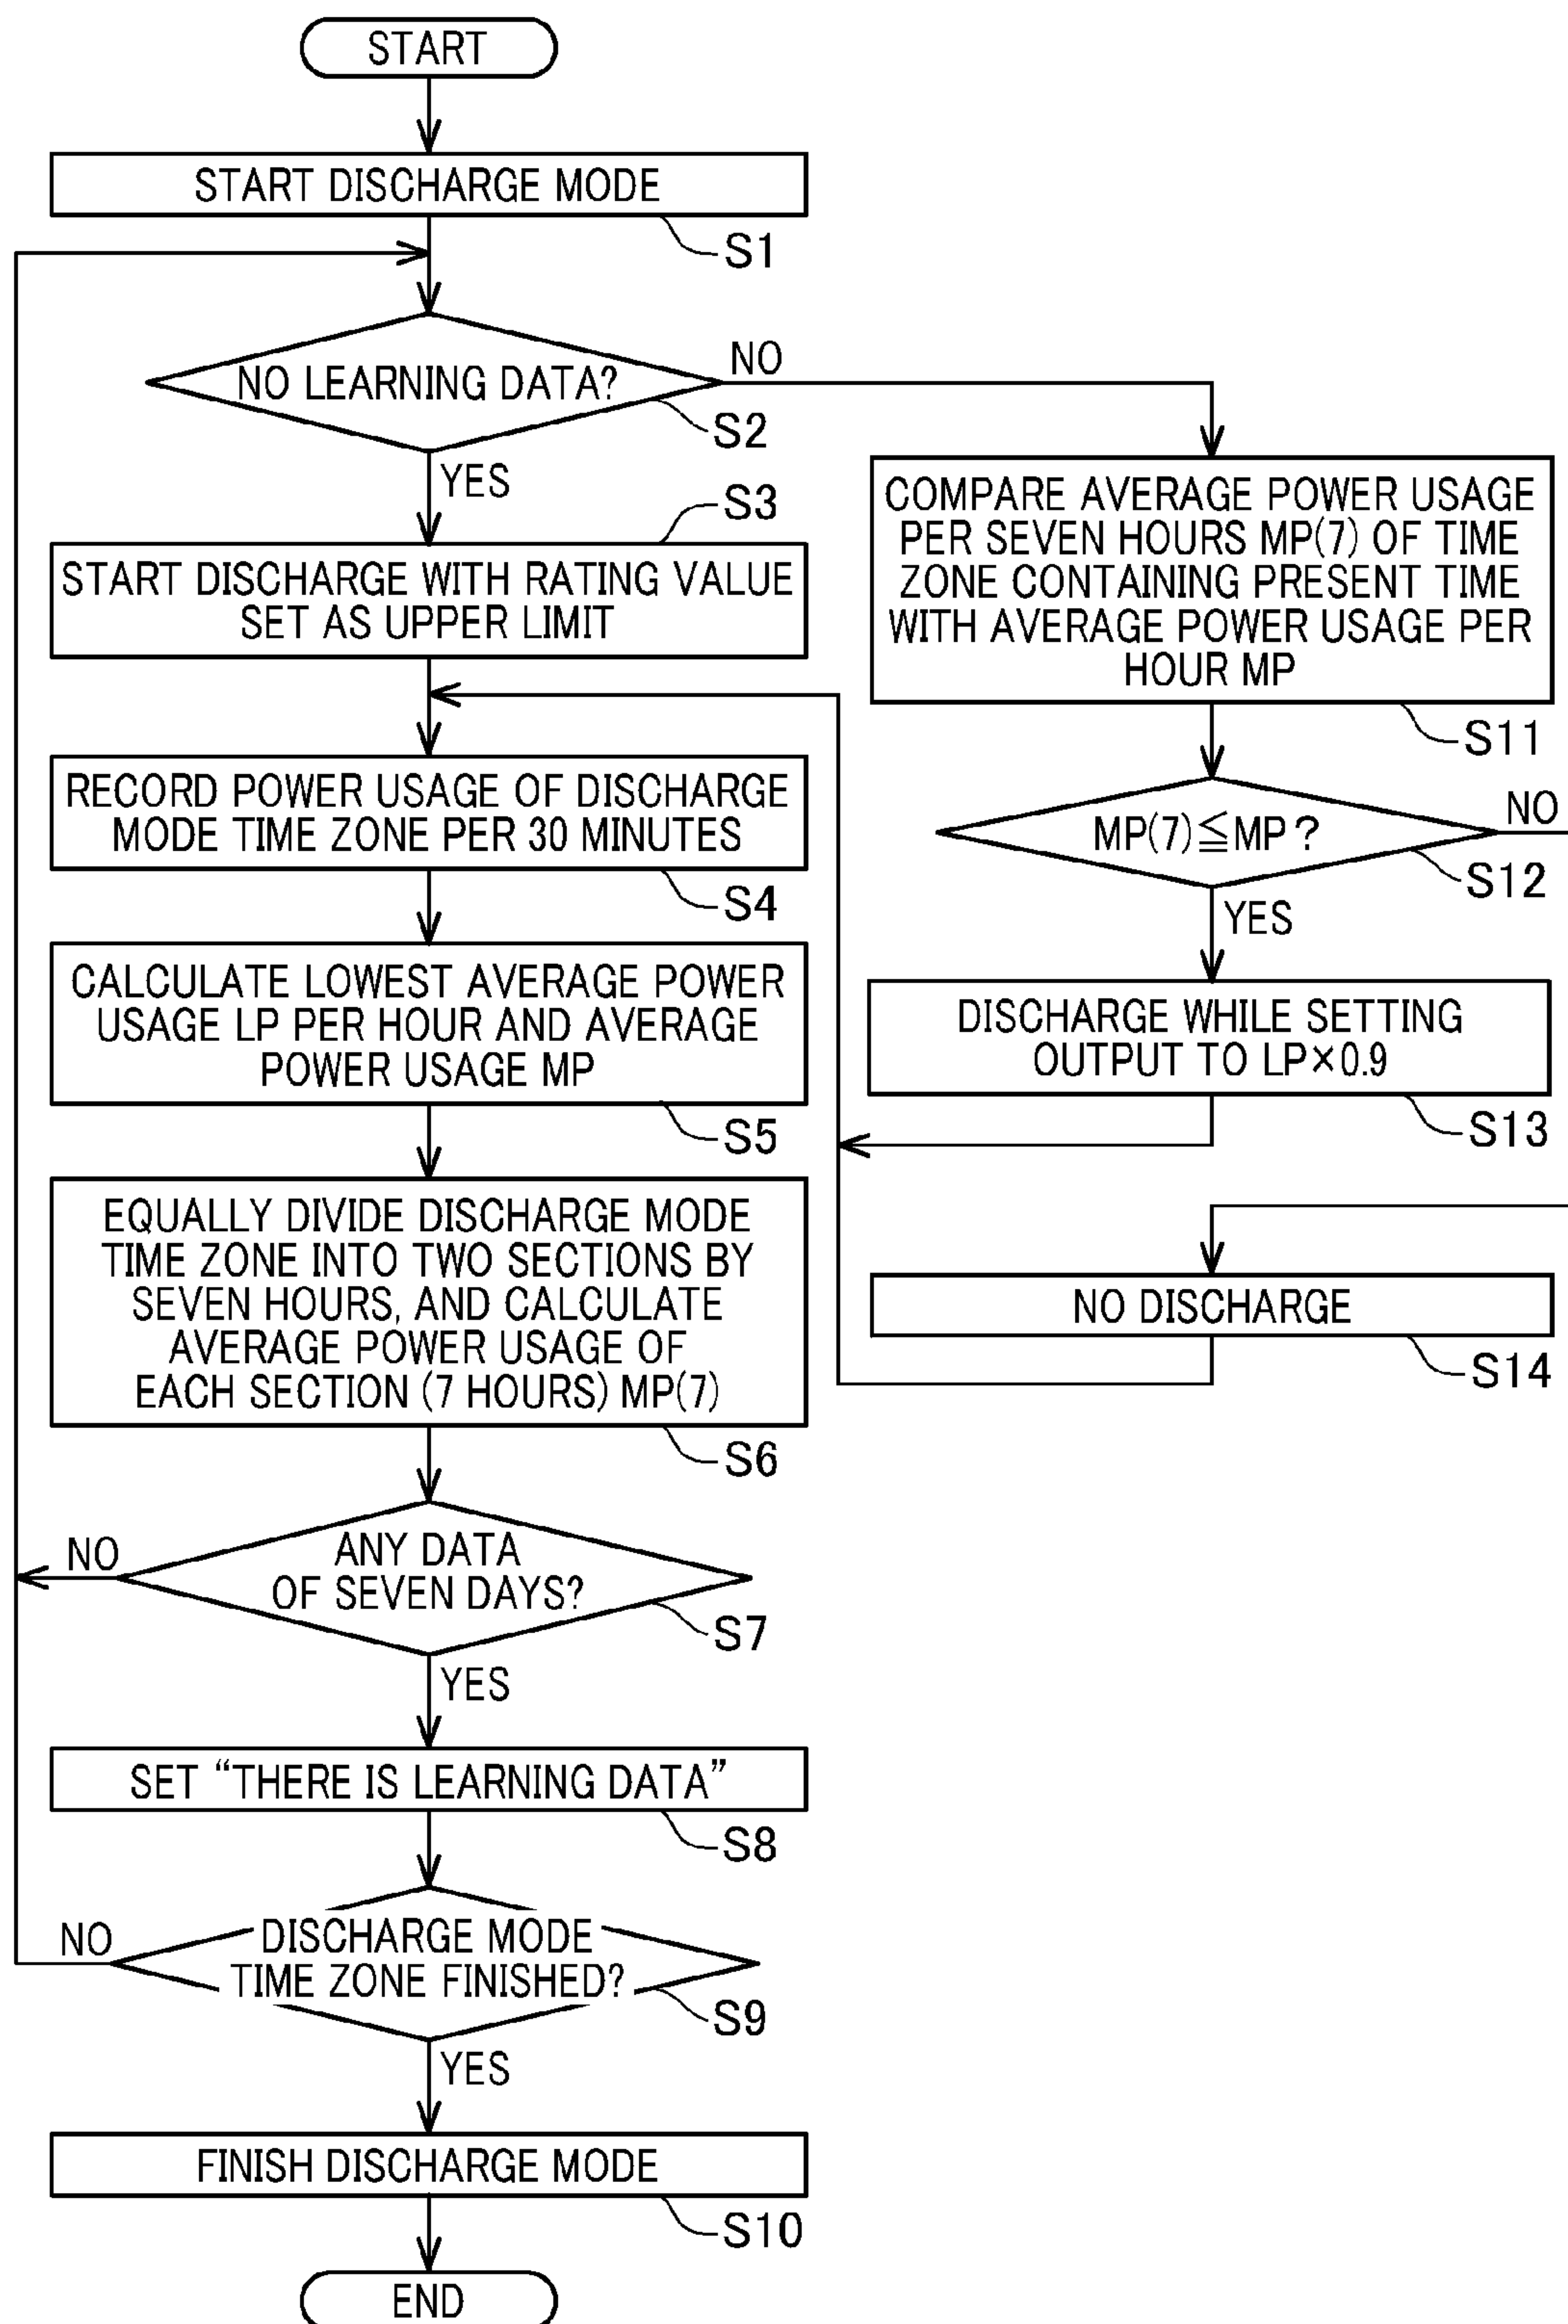 START
START DISCHARGE MODE
S1
NO LEARNING DATA?
NO
S2
YES
S3
START DISCHARGE WITH RATING VALUE
SET AS UPPER LIMIT
RECORD POWER USAGE OF DISCHARGE
MODE TIME ZONE PER 30 MINUTES
S4
CALCULATE LOWEST AVERAGE POWER
USAGE LP PER HOUR AND AVERAGE
POWER USAGE MP
S5
EQUALLY DIVIDE DISCHARGE MODE
TIME ZONE INTO TWO SECTIONS BY
SEVEN HOURS, AND CALCULATE
AVERAGE POWER USAGE OF
EACH SECTION (7 HOURS) MP(7)
S6
NO
ANY DATA
OF SEVEN DAYS?
S7
YES
SET “THERE IS LEARNING DATA”
S8
NO
DISCHARGE MODE
TIME ZONE FINISHED?
S9
YES
FINISH DISCHARGE MODE
S10
END
COMPARE AVERAGE POWER USAGE
PER SEVEN HOURS MP(7) OF TIME
ZONE CONTAINING PRESENT TIME
WITH AVERAGE POWER USAGE PER
HOUR MP
S11
MP(7)≦MP?
NO
S12
YES
DISCHARGE WHILE SETTING
OUTPUT TO LP×0.9
S13
NO DISCHARGE
S14